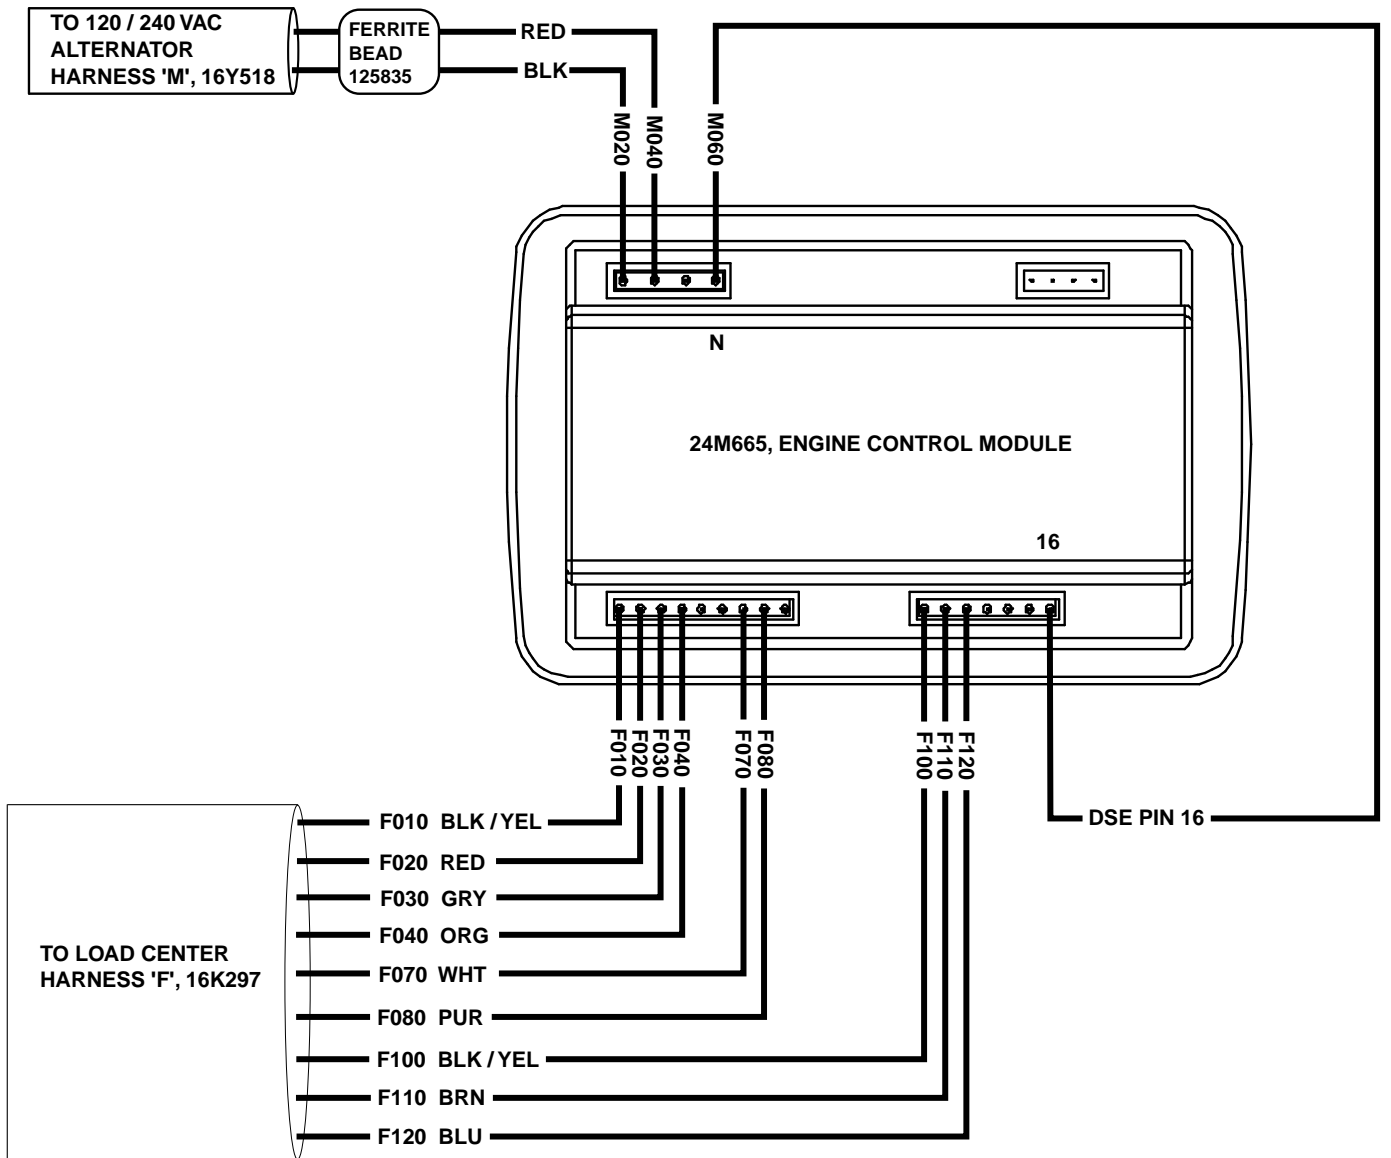 TO 120 / 240 VAC
ALTERNATOR
HARNESS 'M', 16Y518
FERRITE
BEAD
125835
RED
BLK
M020
M040
M060
N
24M665, ENGINE CONTROL MODULE
16
F010
F020
F030
F040
F070
F080
F100
F110
F120
DSE PIN 16
TO LOAD CENTER
HARNESS 'F', 16K297
F010 BLK / YEL
F020 RED
F030 GRY
F040 ORG
F070 WHT
F080 PUR
F100 BLK / YEL
F110 BRN
F120 BLU